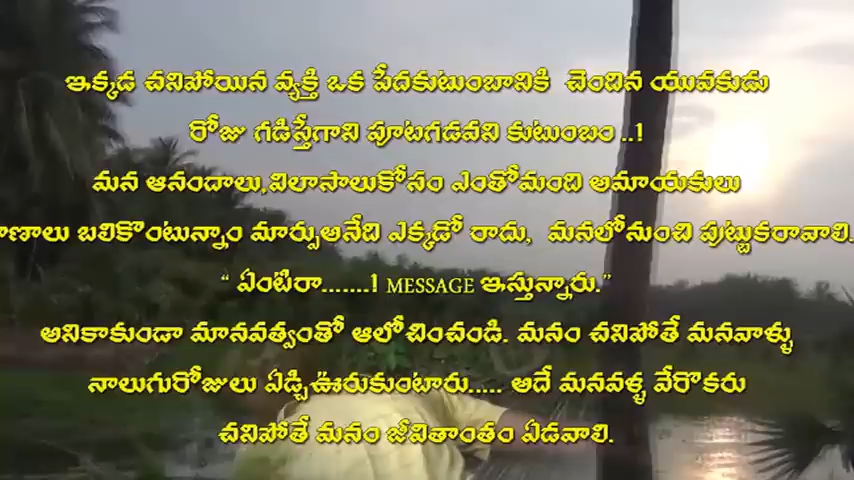 ఇక్కడ చనిపోయిన వ్యక్తి ఒక పేదకుటుంబానికి చెందిన యువకుడు
రోజు గడిస్తేగాని పూటగడవని కుటుంబం ..!
మన ఆనందాలు,విలాసాలుకోసం ఎంతోమంది అమాయకులు
బలికొంటున్నాం మార్పుఅనేది ఎక్కడో రాదు, మనలోనుంచి పుట్టుకరావాలి.
“ ఏంటిరా.......! MESSAGE ఇస్తున్నారు.”
అనికాకుండా మానవత్వంతో ఆలోచించండి. మనం చనిపోతే మనవాళ్ళు
నాలుగురోజులు ఏడ్చిఊరుకుంటారు..... ఆదే మనవళ్ళ వేరొకరు
చనిపోతే మనం జీవితాంతం ఏడవాలి.